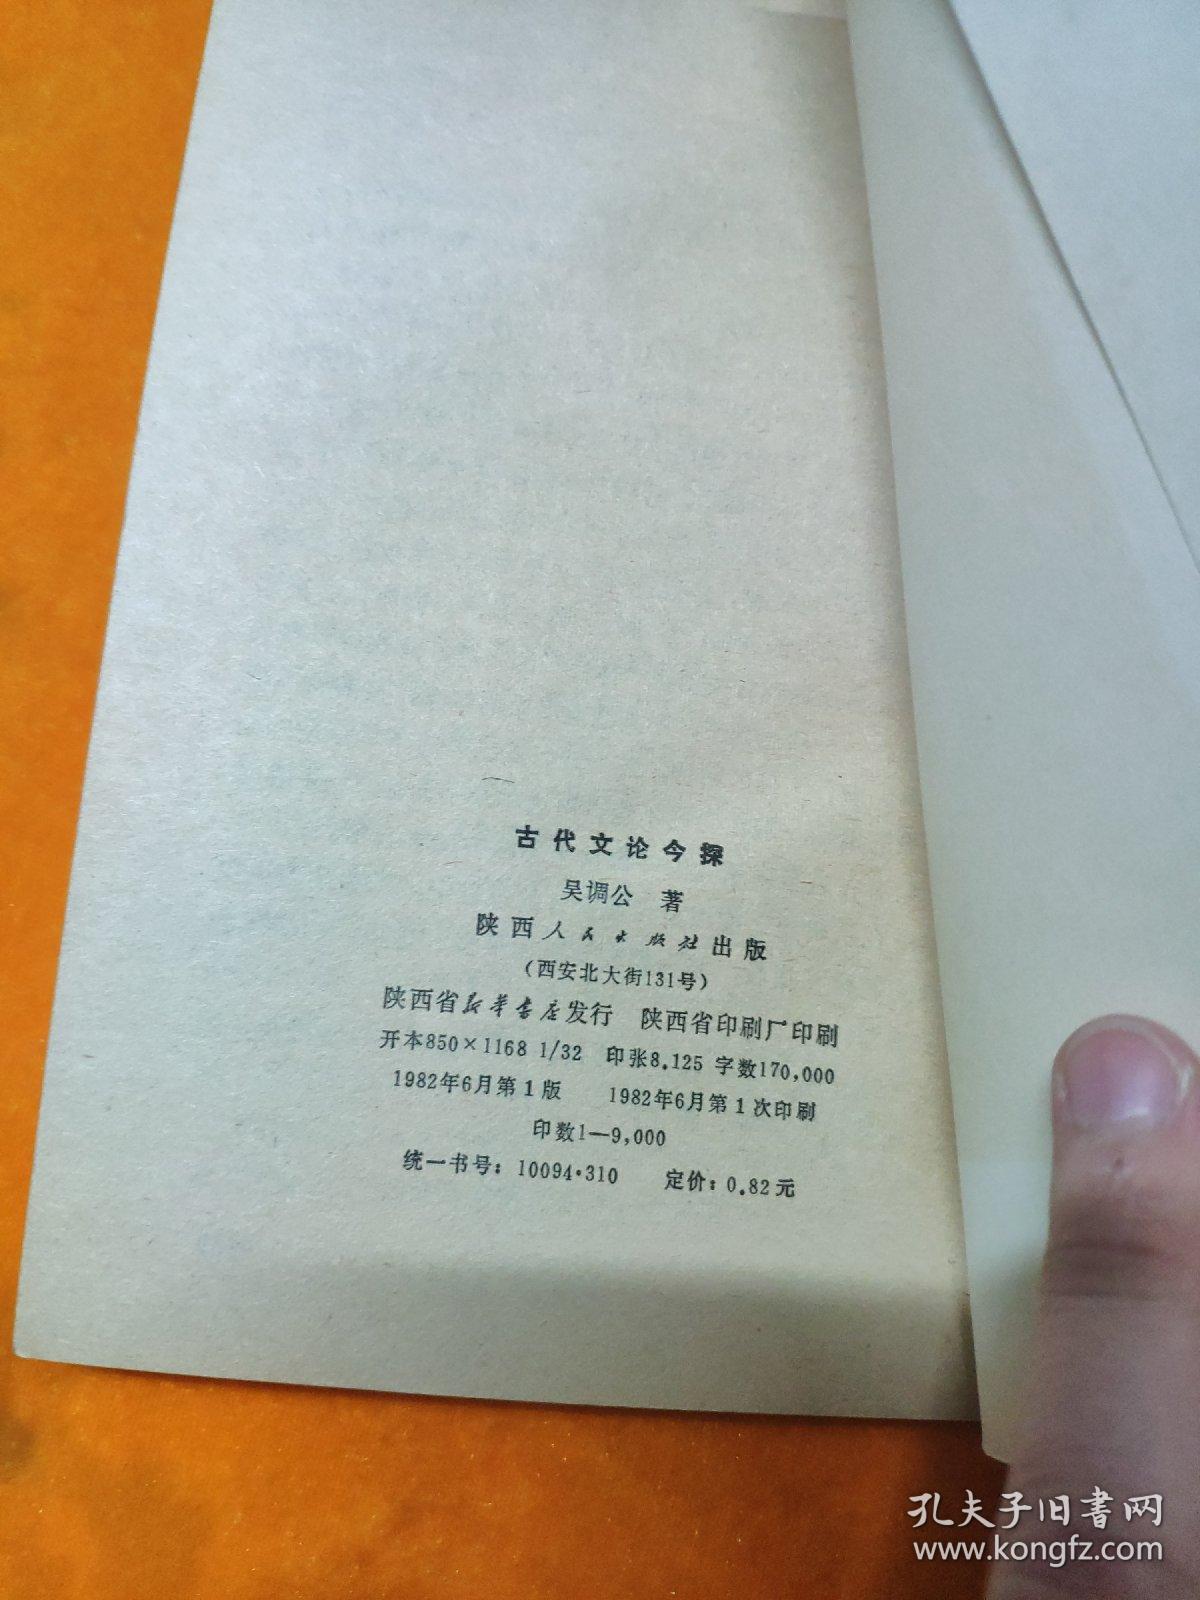 古代文论今探
吴调公 著
陕西人民出版社出版
(西安北大街131号)
陕西省新华书店发行 陕西省印刷厂印刷
开本850×1168 1/32 印张8.125 字数170,000
1982年6月第1版 1982年6月第1次印刷
印数1—9,000
统一书号：10094·310 定价：0.82元
孔夫子旧书网
www.kongfz.com